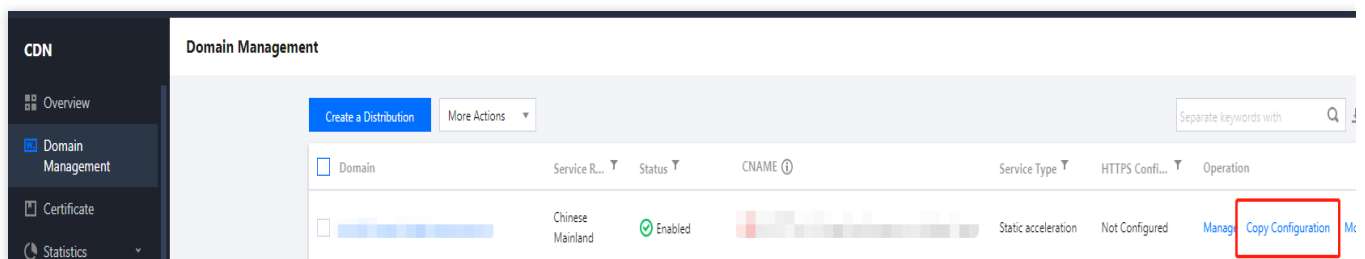 CDN
Domain Management
Overview
Domain
Management
Certificate
Statistics
Create a Distribution
More Actions
Separate keywords with
Domain
Service R...
Status
CNAME
Service Type
HTTPS Confi...
Operation
Chinese
Mainland
Enabled
Static acceleration
Not Configured
Manage
Copy Configuration